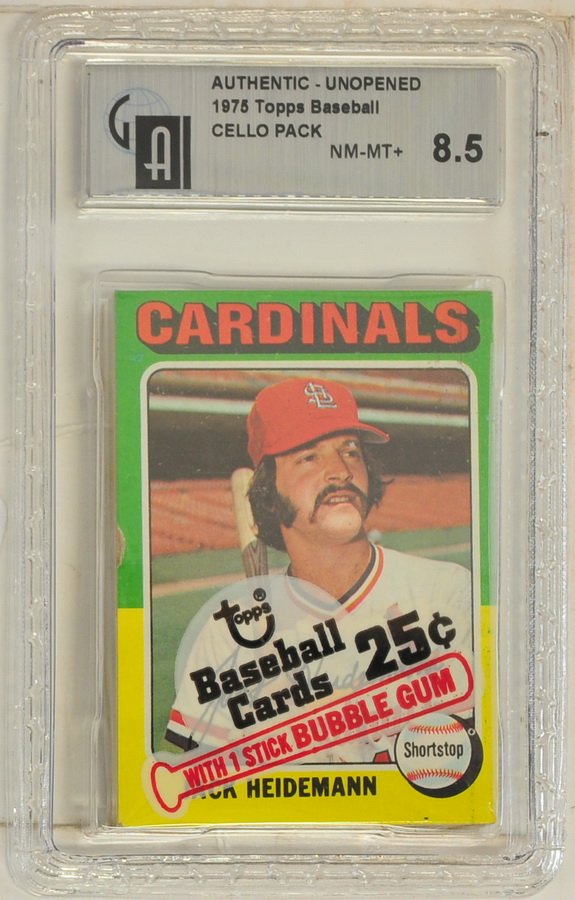 AUTHENTIC - UNOPENED
1975 Topps Baseball
CELLO PACK
NM-MT+ 8.5
GAI
CARDINALS
STL
Topps®
Baseball
Cards 25¢
WITH 1 STICK BUBBLE GUM
Shortstop
HEIDEMANN